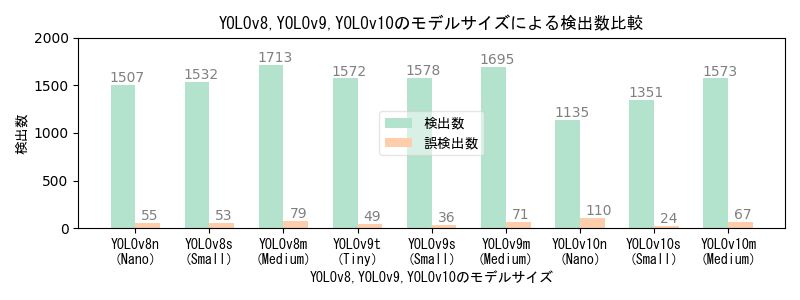 YOLOv8,YOLOv9,YOLOv10のモデルサイズによる検出数比較
検出数
2000
1500
1000
500
0
1507
1532
1713
1572
1578
1695
1135
1351
1573
55
53
79
49
36
71
110
24
67
検出数
誤検出数
YOLOv8n
(Nano)
YOLOv8s
(Small)
YOLOv8m
(Medium)
YOLOv9t
(Tiny)
YOLOv9s
(Small)
YOLOv9m
(Medium)
YOLOv10n
(Nano)
YOLOv10s
(Small)
YOLOv10m
(Medium)
YOLOv8,YOLOv9,YOLOv10のモデルサイズ